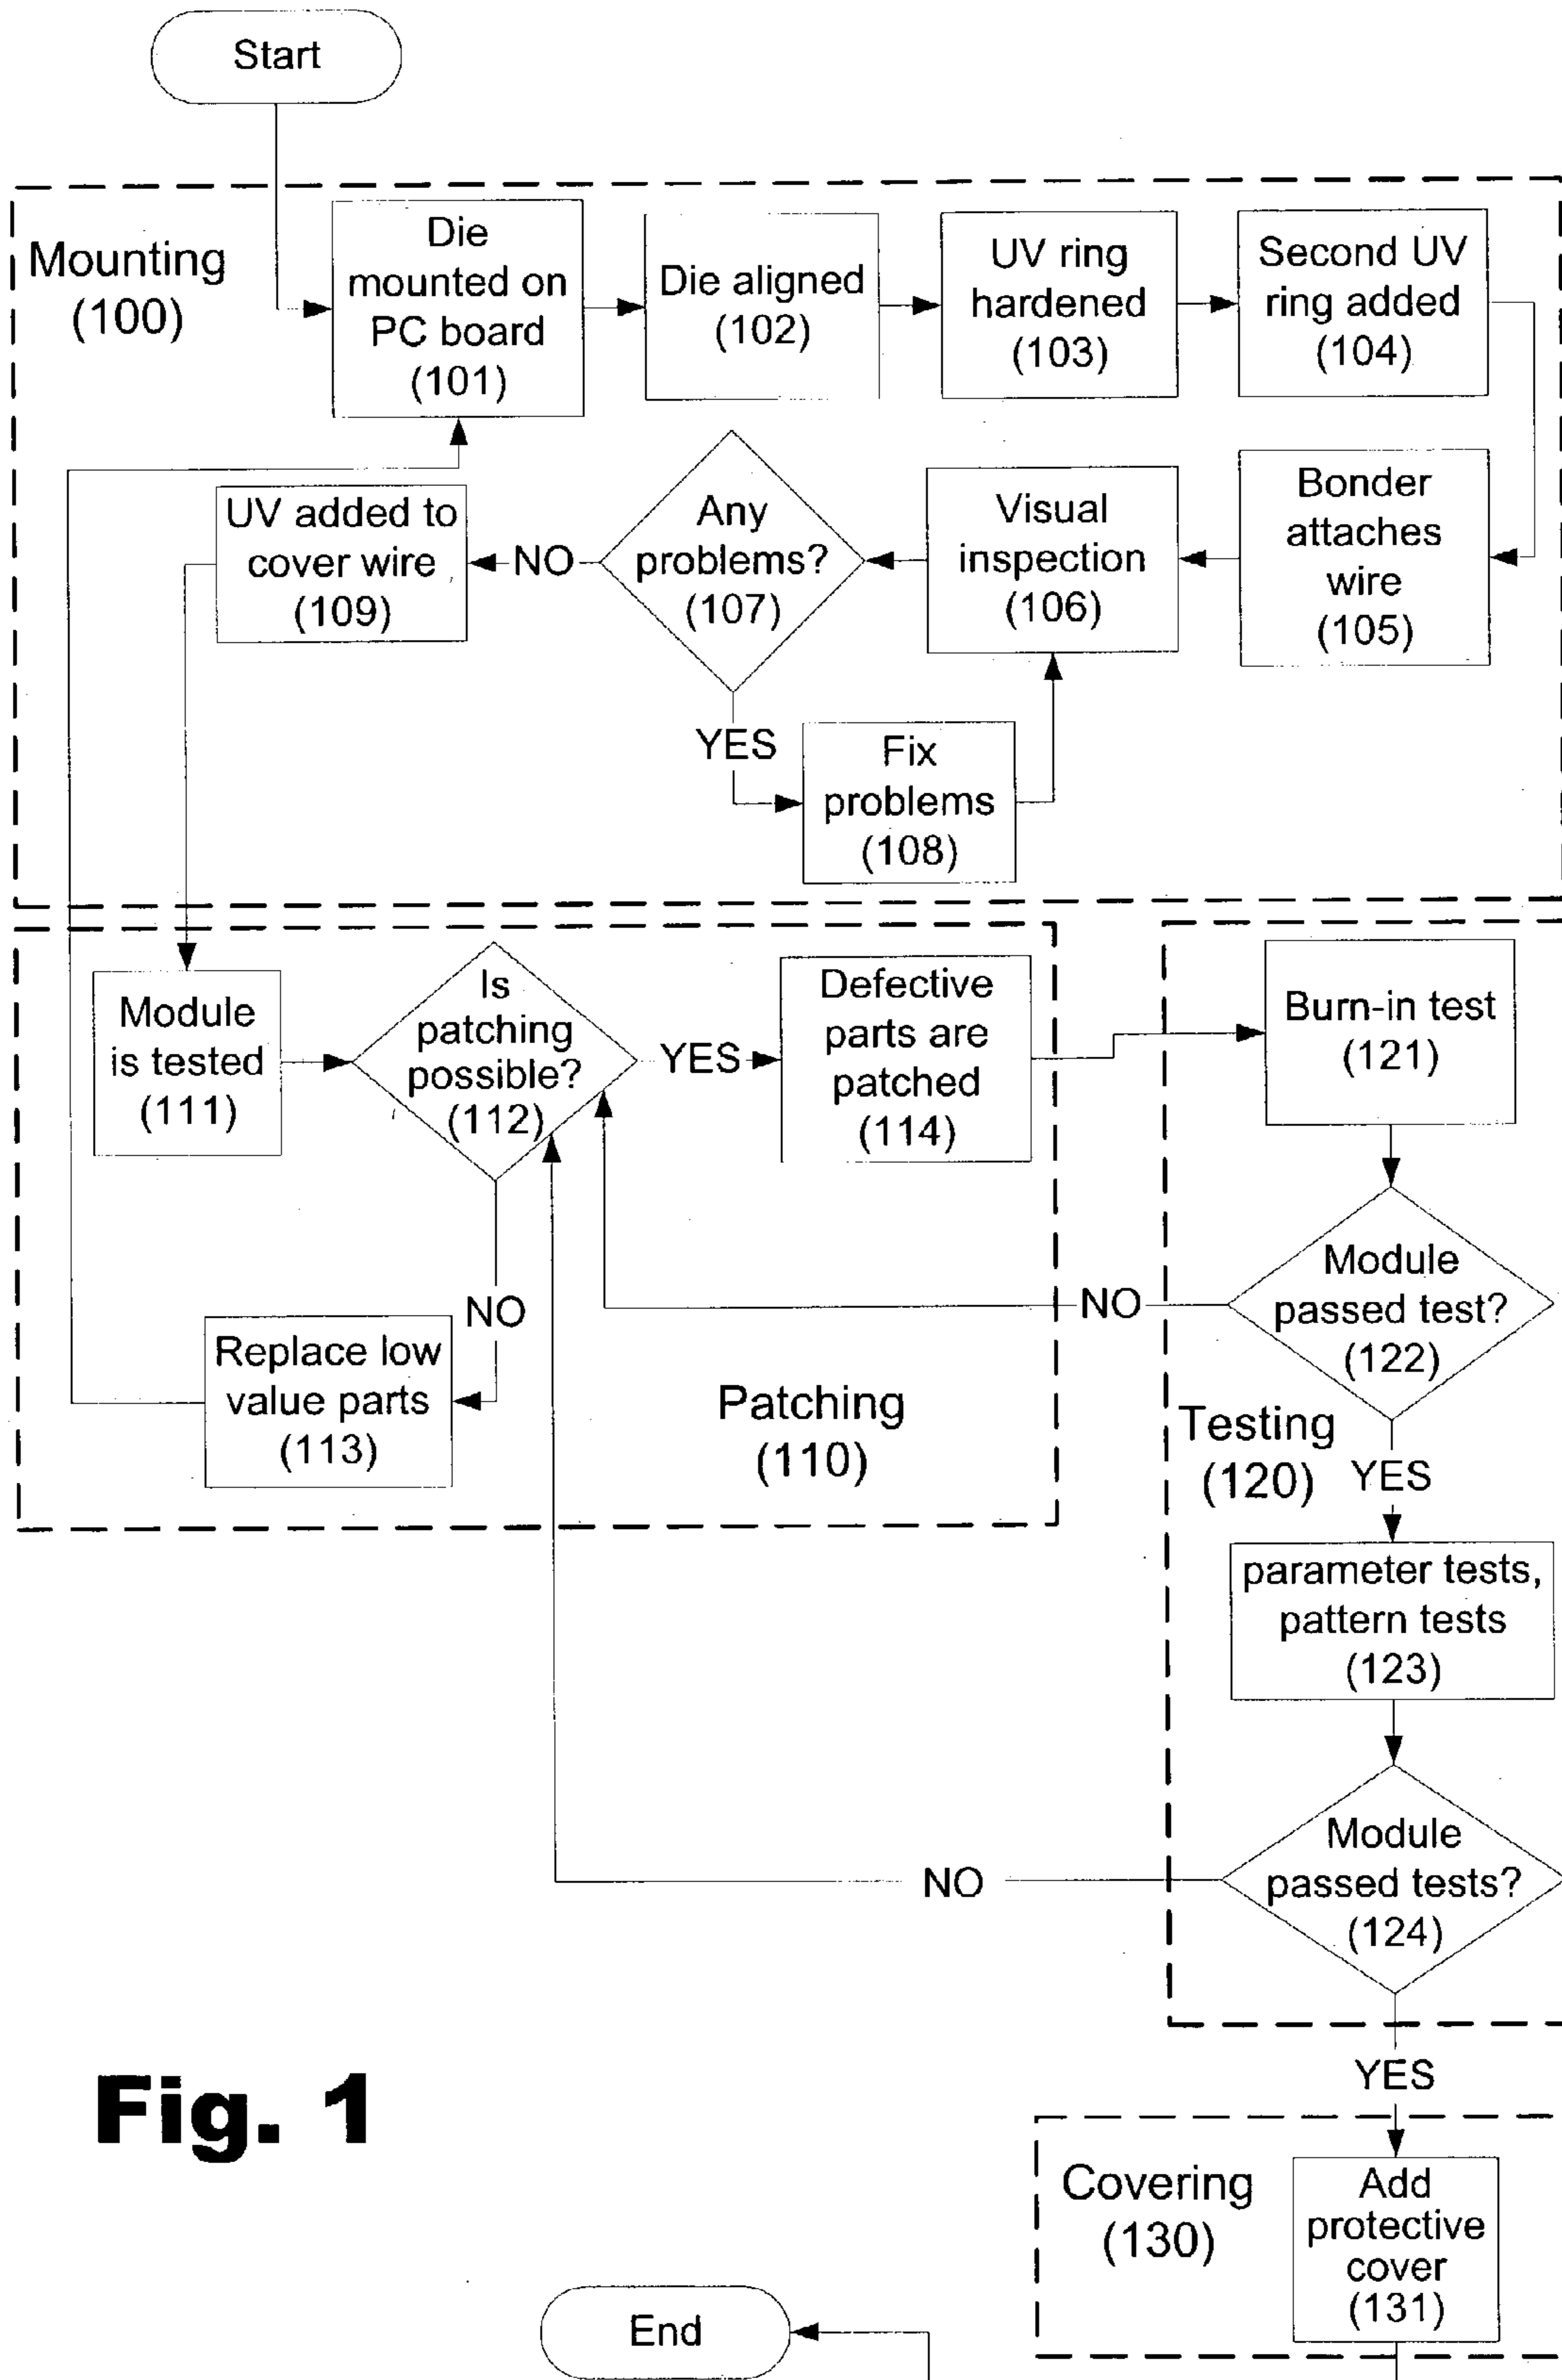 Start
Mounting
(100)
Die
mounted on
PC board
(101)
Die aligned
(102)
UV ring
hardened
(103)
Second UV
ring added
(104)
UV added to
cover wire
(109)
NO
Any
problems?
(107)
Visual
inspection
(106)
Bonder
attaches
wire
(105)
YES
Fix
problems
(108)
Module
is tested
(111)
Is
patching
possible?
(112)
YES
Defective
parts are
patched
(114)
Burn-in test
(121)
NO
Replace low
value parts
(113)
Patching
(110)
NO
Module
passed test?
(122)
Testing
(120)
YES
parameter tests,
pattern tests
(123)
NO
Module
passed tests?
(124)
YES
Fig. 1
Covering
(130)
Add
protective
cover
(131)
End